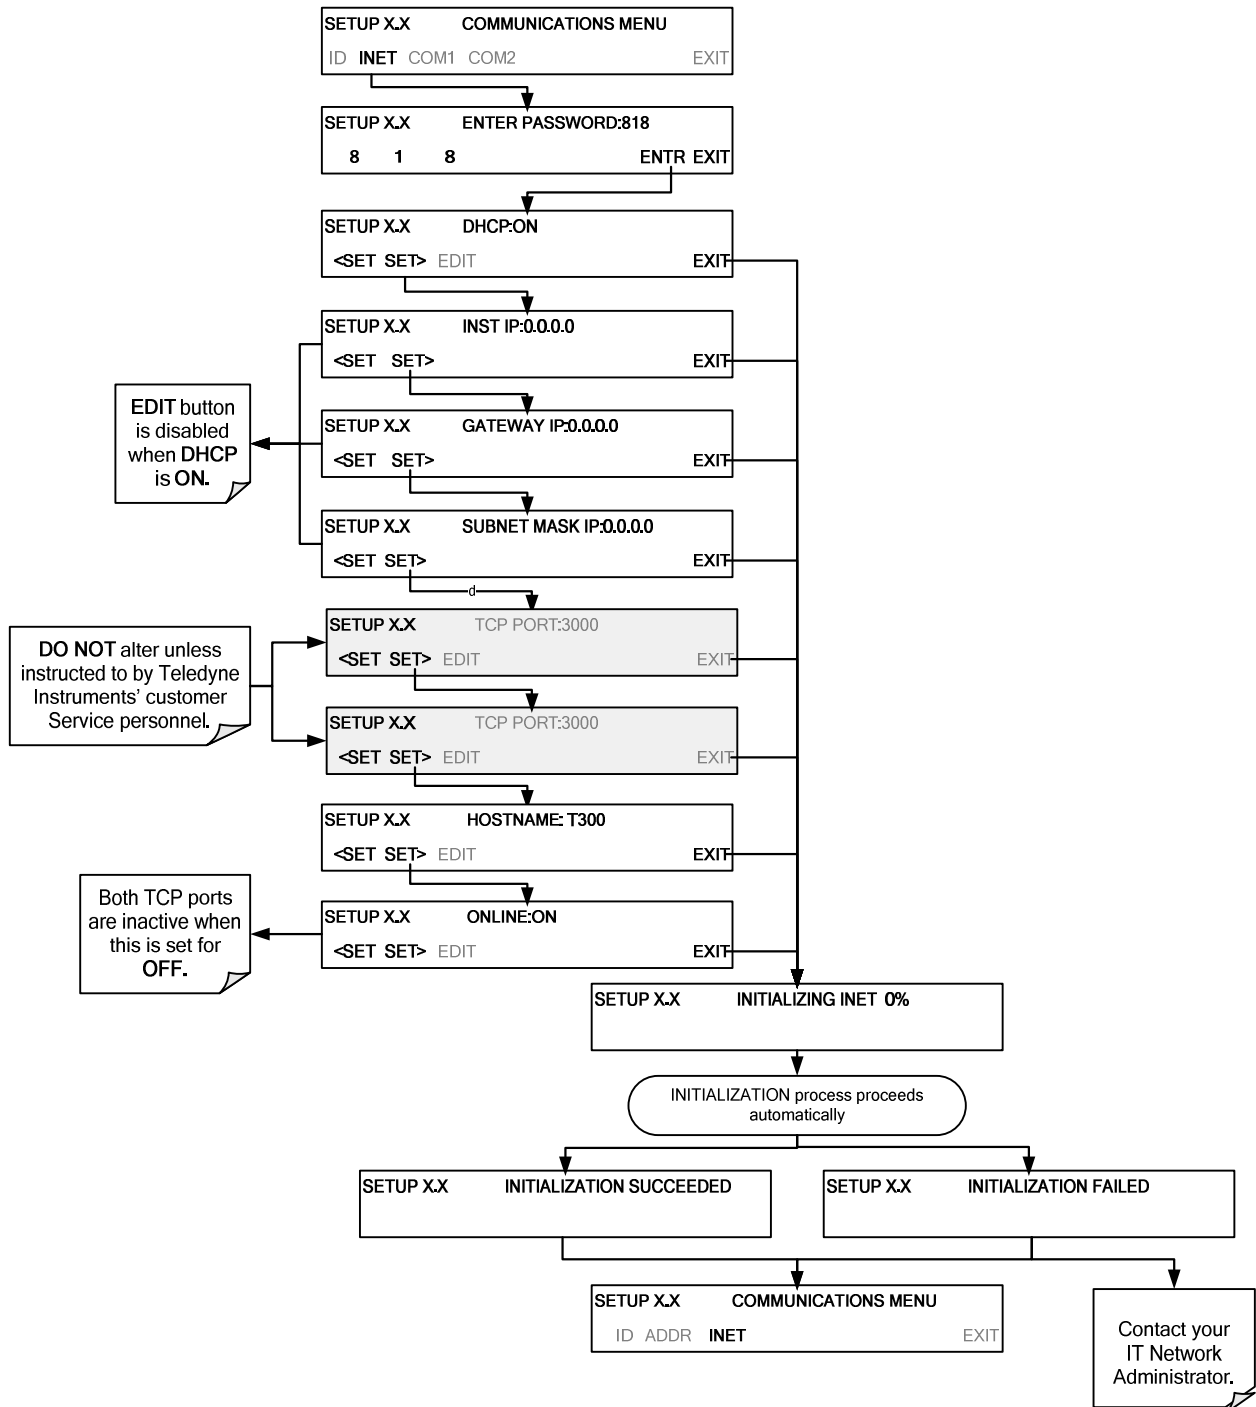 SETUP X.X COMMUNICATIONS MENU
ID INET COM1 COM2 EXIT
SETUP X.X ENTER PASSWORD:818
8 1 8 ENTR EXIT
SETUP X.X DHCP:ON
<SET SET> EDIT EXIT
SETUP X.X INST IP:0.0.0.0
<SET SET> EXIT
EDIT button
is disabled
when DHCP
is ON.
SETUP X.X GATEWAY IP:0.0.0.0
<SET SET> EXIT
SETUP X.X SUBNET MASK IP:0.0.0.0
<SET SET> EXIT
d
SETUP X.X TCP PORT:3000
<SET SET> EDIT EXIT
DO NOT alter unless
instructed to by Teledyne
Instruments’ customer
Service personnel.
SETUP X.X TCP PORT:3000
<SET SET> EDIT EXIT
SETUP X.X HOSTNAME: T300
<SET SET> EDIT EXIT
Both TCP ports
are inactive when
this is set for
OFF.
SETUP X.X ONLINE:ON
<SET SET> EDIT EXIT
SETUP X.X INITIALIZING INET 0%
INITIALIZATION process proceeds
automatically
SETUP X.X INITIALIZATION SUCCEEDED
SETUP X.X INITIALIZATION FAILED
SETUP X.X COMMUNICATIONS MENU
ID ADDR INET EXIT
Contact your
IT Network
Administrator.